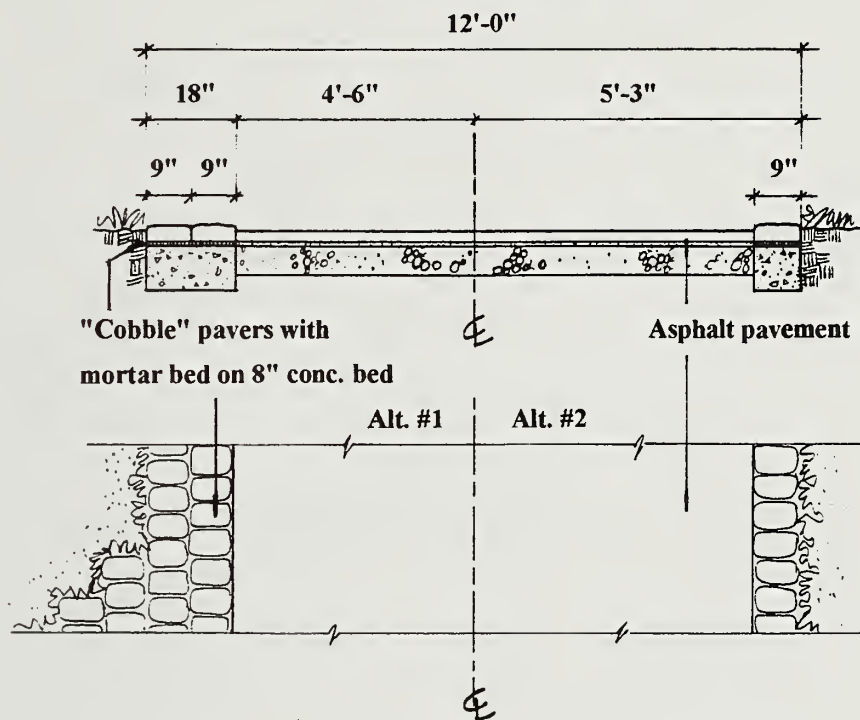 12'-0"
18" 4'-6" 5'-3"
9" 9" 9"
℄
"Cobble" pavers with
mortar bed on 8" conc. bed
Asphalt pavement
Alt. #1 Alt. #2
℄